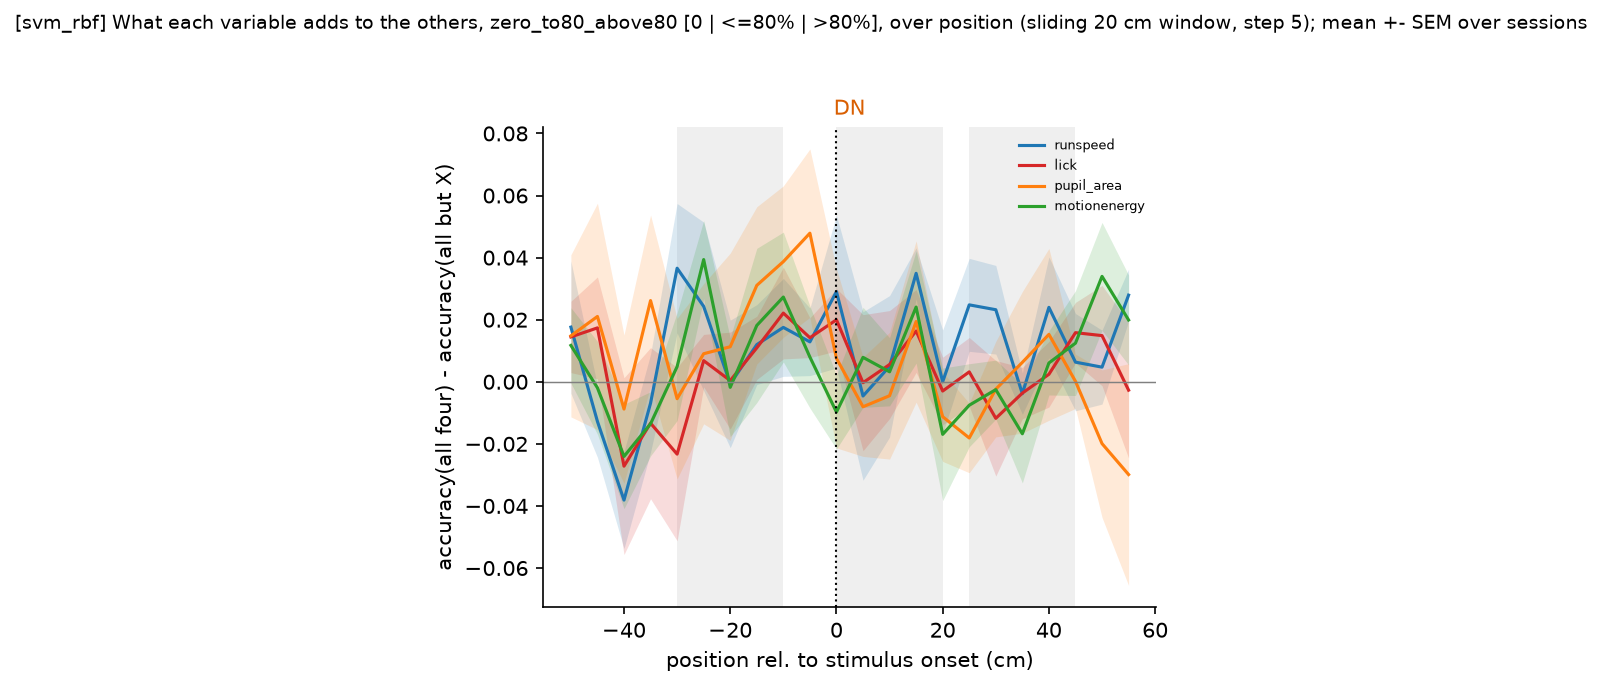 [svm_rbf] What each variable adds to the others, zero_to80_above80 [0 | <=80% | >80%], over position (sliding 20 cm window, step 5); mean +- SEM over sessions
DN
runspeed
lick
pupil_area
motionenergy
accuracy(all four) - accuracy(all but X)
0.08
0.06
0.04
0.02
0.00
−0.02
−0.04
−0.06
−40
−20
0
20
40
60
position rel. to stimulus onset (cm)